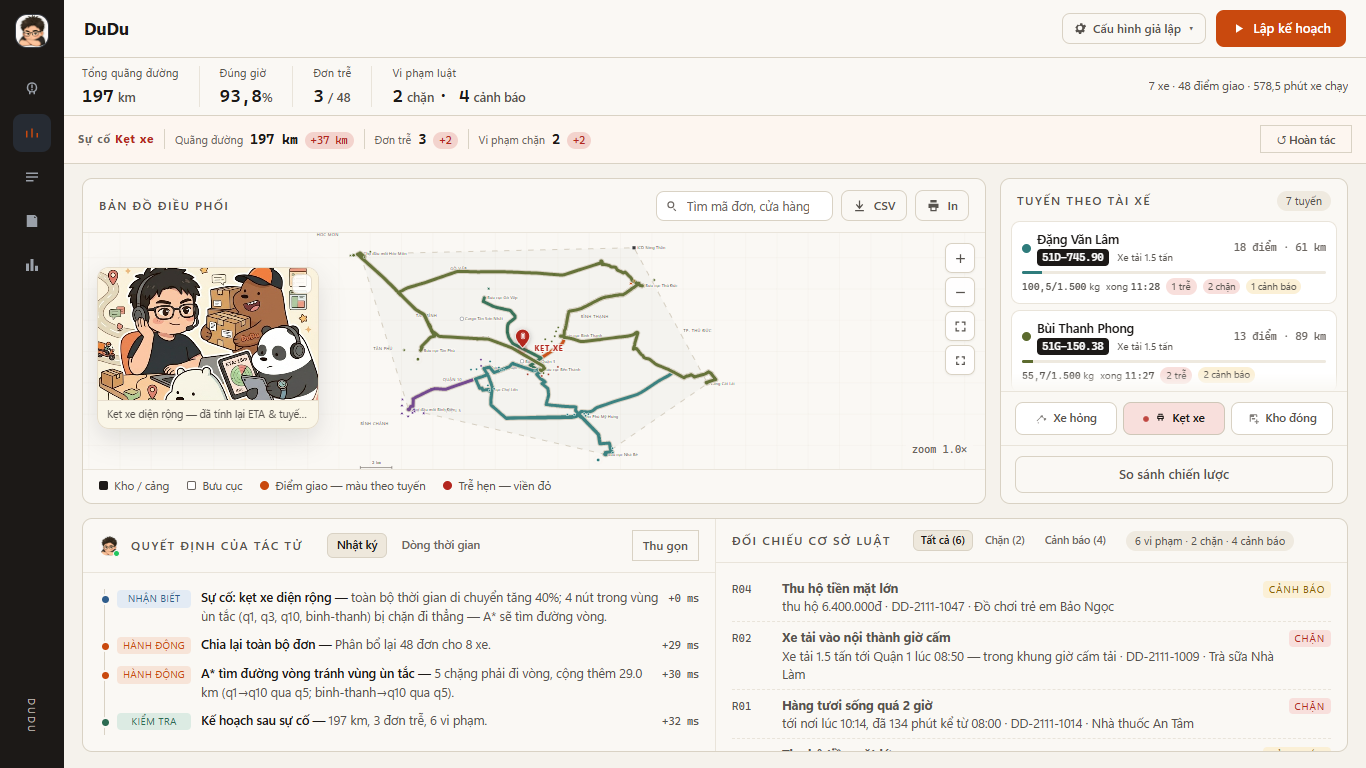 DuDu
Cấu hình giả lập
Lập kế hoạch
Tổng quãng đường
197 km
Đúng giờ
93,8%
Đơn trễ
3 / 48
Vi phạm luật
2 chặn · 4 cảnh báo
7 xe · 48 điểm giao · 578,5 phút xe chạy
Sự cố Kẹt xe
Quãng đường 197 km +37 km
Đơn trễ 3 +2
Vi phạm chặn 2 +2
Hoàn tác
BẢN ĐỒ ĐIỀU PHỐI
Tìm mã đơn, cửa hàng
CSV
In
KẸT XE
BÌNH THẠNH
TP. THỦ ĐỨC
TÂN PHÚ
BÌNH CHÁNH
2 km
Kẹt xe diện rộng — đã tính lại ETA & tuyế...
+
−
zoom 1.0×
Kho / cảng
Bưu cục
Điểm giao — màu theo tuyến
Trễ hẹn — viền đỏ
TUYẾN THEO TÀI XẾ
7 tuyến
Đặng Văn Lâm
18 điểm · 61 km
51D-745.90 Xe tải 1.5 tấn
100,5/1.500 kg xong 11:28 1 trễ 2 chặn 1 cảnh báo
Bùi Thanh Phong
13 điểm · 89 km
51G-150.38 Xe tải 1.5 tấn
55,7/1.500 kg xong 11:27 2 trễ 2 cảnh báo
Xe hỏng
Kẹt xe
Kho đóng
So sánh chiến lược
QUYẾT ĐỊNH CỦA TÁC TỬ
Nhật ký
Dòng thời gian
Thu gọn
NHẬN BIẾT
Sự cố: kẹt xe diện rộng — toàn bộ thời gian di chuyển tăng 40%; 4 nút trong vùng
ùn tắc (q1, q3, q10, binh-thanh) bị chặn đi thẳng — A* sẽ tìm đường vòng.
+0 ms
HÀNH ĐỘNG
Chia lại toàn bộ đơn — Phân bổ lại 48 đơn cho 8 xe.
+29 ms
HÀNH ĐỘNG
A* tìm đường vòng tránh vùng ùn tắc — 5 chặng phải đi vòng, cộng thêm 29.0
km (q1→q10 qua q5; binh-thanh→q10 qua q5).
+30 ms
KIỂM TRA
Kế hoạch sau sự cố — 197 km, 3 đơn trễ, 6 vi phạm.
+32 ms
ĐỐI CHIẾU CƠ SỞ LUẬT
Tất cả (6)
Chặn (2)
Cảnh báo (4)
6 vi phạm · 2 chặn · 4 cảnh báo
R04
Thu hộ tiền mặt lớn
thu hộ 6.400.000đ · DD-2111-1047 · Đồ chơi trẻ em Bảo Ngọc
CẢNH BÁO
R02
Xe tải vào nội thành giờ cấm
Xe tải 1.5 tấn tới Quận 1 lúc 08:50 — trong khung giờ cấm tải · DD-2111-1009 · Trà sữa Nhà
Làm
CHẶN
R01
Hàng tươi sống quá 2 giờ
tới nơi lúc 10:14, đã 134 phút kể từ 08:00 · DD-2111-1014 · Nhà thuốc An Tâm
CHẶN
DUDU